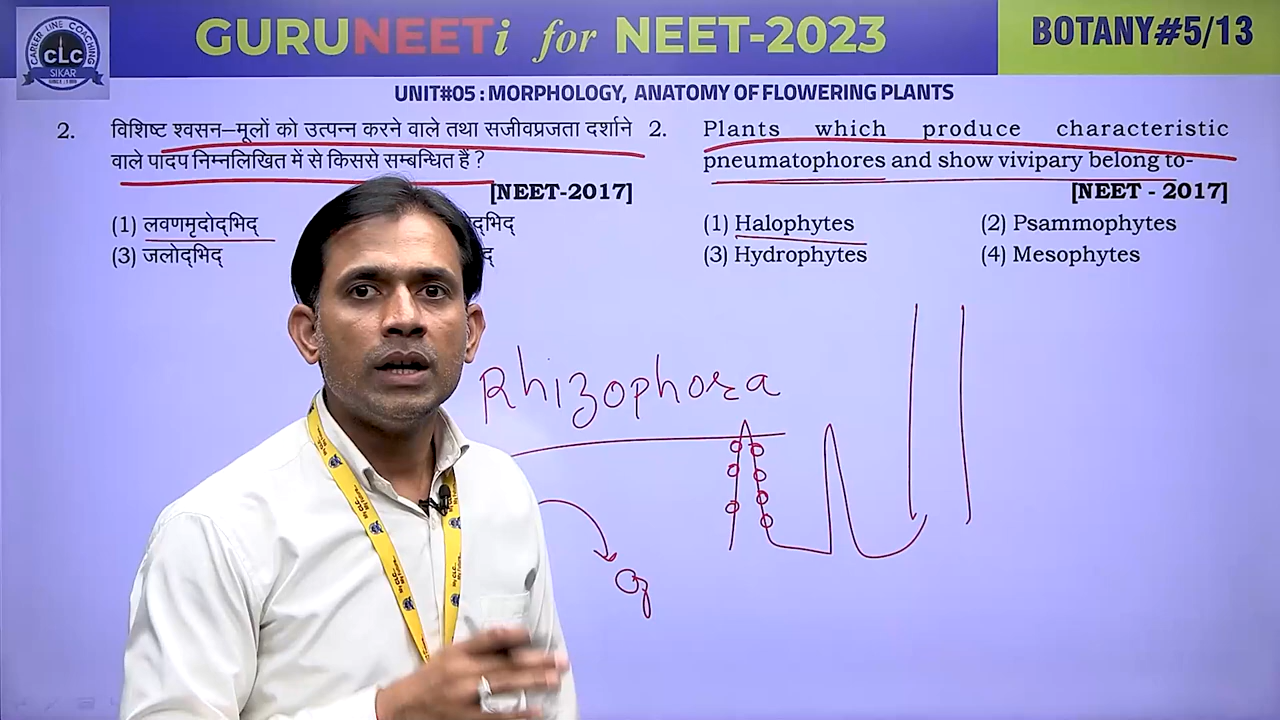 CAREER LINE COACHING
CLC
SIKAR
GURUNEETi for NEET-2023
BOTANY#5/13
UNIT#05 : MORPHOLOGY, ANATOMY OF FLOWERING PLANTS
2. विशिष्ट श्वसन–मूलों को उत्पन्न करने वाले तथा सजीवप्रजता दर्शाने
वाले पादप निम्नलिखित में से किससे सम्बन्धित हैं ?
[NEET-2017]
(1) लवणमृदोद्भिद् द्भिद्
(3) जलोद्भिद्
2. Plants which produce characteristic
pneumatophores and show vivipary belong to-
[NEET - 2017]
(1) Halophytes (2) Psammophytes
(3) Hydrophytes (4) Mesophytes
Rhizophora
O2